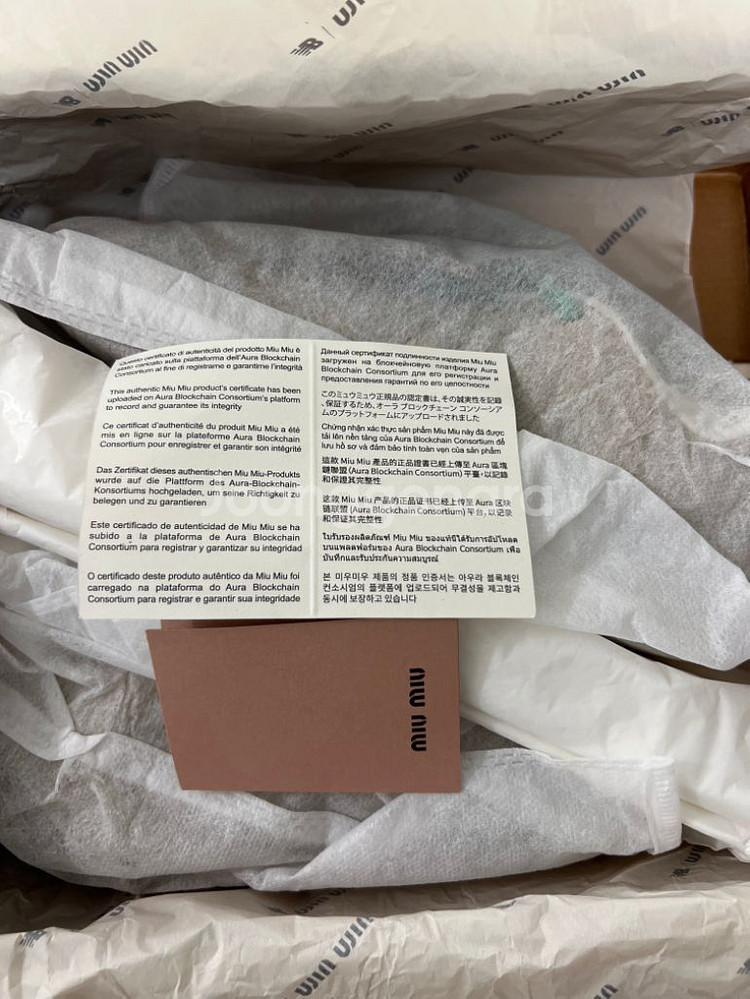 miu miu
miu miu
miu miu
Questo certificato di autenticità del prodotto Miu Miu è
stato caricato sulla piattaforma dell'Aura Blockchain
Consortium al fine di registrarne e garantirne l'integrità
This authentic Miu Miu product's certificate has been
uploaded on Aura Blockchain Consortium's platform
to record and guarantee its integrity
Ce certificat d'authenticité du produit Miu Miu a été
mis en ligne sur la plateforme Aura Blockchain
Consortium pour enregistrer et garantir son intégrité
Das Zertifikat dieses authentischen Miu Miu-Produkts
wurde auf die Plattform des Aura-Blockchain-
Konsortiums hochgeladen, um seine Richtigkeit zu
belegen und zu garantieren
Este certificado de autenticidad de Miu Miu se ha
subido a la plataforma de Aura Blockchain
Consortium para registrar y garantizar su integridad
O certificado deste produto autêntico da Miu Miu foi
carregado na plataforma do Aura Blockchain
Consortium para registrar e garantir sua integridade
Данный сертификат подлинности изделия Miu Miu
загружен на блокчейновую платформу Aura
Blockchain Consortium для его регистрации и
предоставления гарантий по его целостности
このミュウミュウ正規品の認定書は、その誠実性を記録
、保証するため、オーラ ブロックチェーン コンソーシア
ムのプラットフォームにアップロードされました
Chứng nhận xác thực sản phẩm Miu Miu này đã được
tải lên nền tảng của Aura Blockchain Consortium để
lưu hồ sơ và đảm bảo tính toàn vẹn của sản phẩm
這款 Miu Miu 產品的正品證書已經上傳至 Aura 區塊
鏈聯盟 (Aura Blockchain Consortium) 平臺，以記錄
和保證其完整性
这款 Miu Miu 产品的正品证书已经上传至 Aura 区块
链联盟 (Aura Blockchain Consortium) 平台，以记录
和保证其完整性
ใบรับรองผลิตภัณฑ์ Miu Miu ของแท้นี้ได้รับการอัปโหลด
บนแพลตฟอร์มของ Aura Blockchain Consortium เพื่อ
บันทึกและรับประกันความสมบูรณ์
본 미우미우 제품의 정품 인증서는 아우라 블록체인
컨소시엄의 플랫폼에 업로드되어 무결성을 제고함과
동시에 보장하고 있습니다
miu miu
miu miu
miu miu